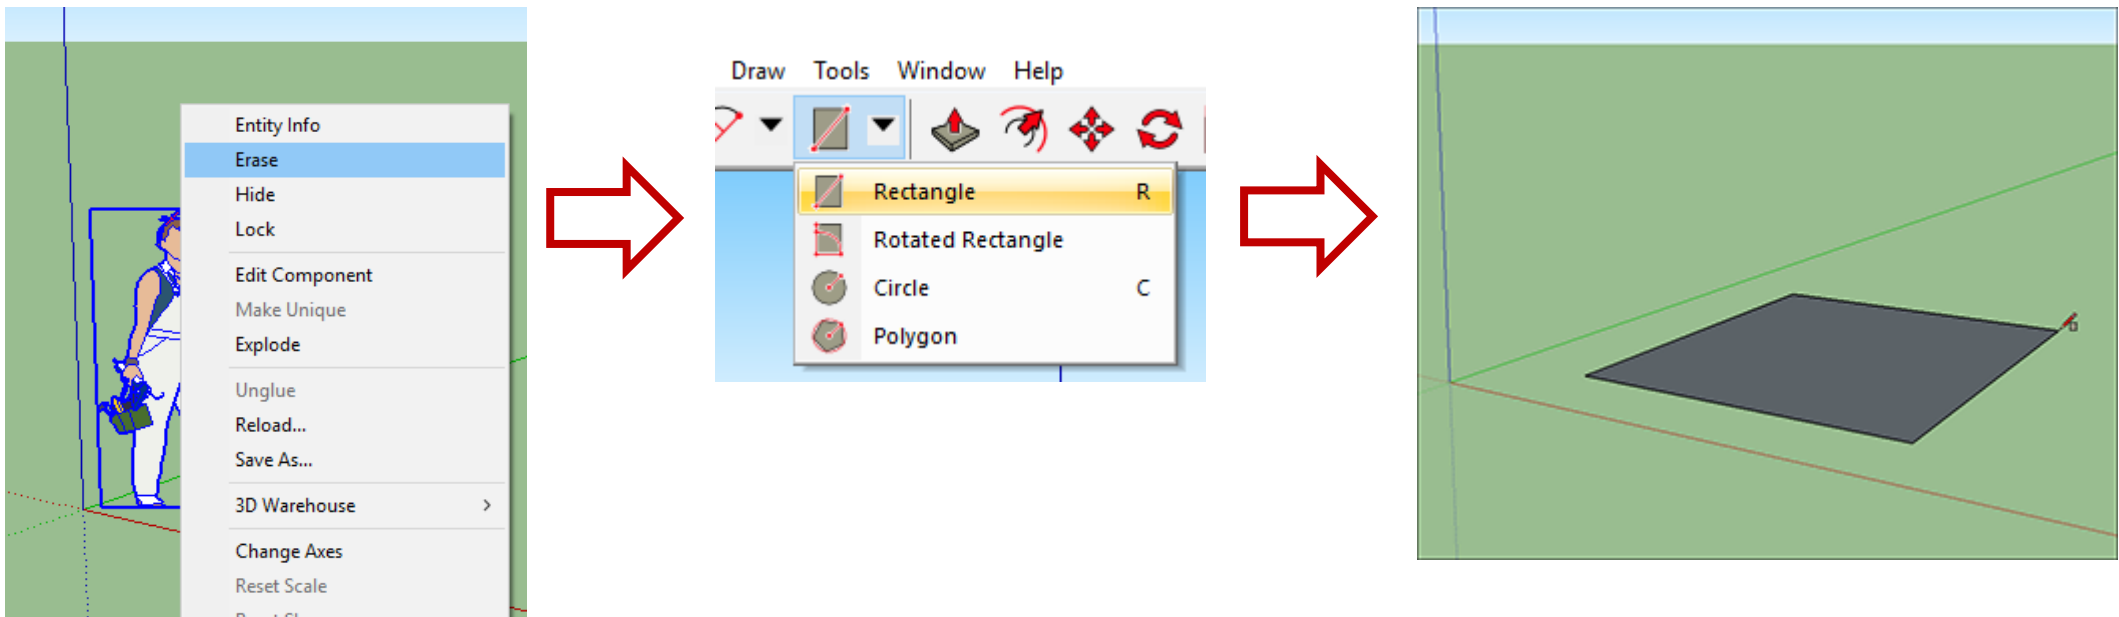 Entity Info
Erase
Hide
Lock
Edit Component
Make Unique
Explode
Unglue
Reload...
Save As...
3D Warehouse
Change Axes
Reset Scale
Draw Tools Window Help
Rectangle R
Rotated Rectangle
Circle C
Polygon